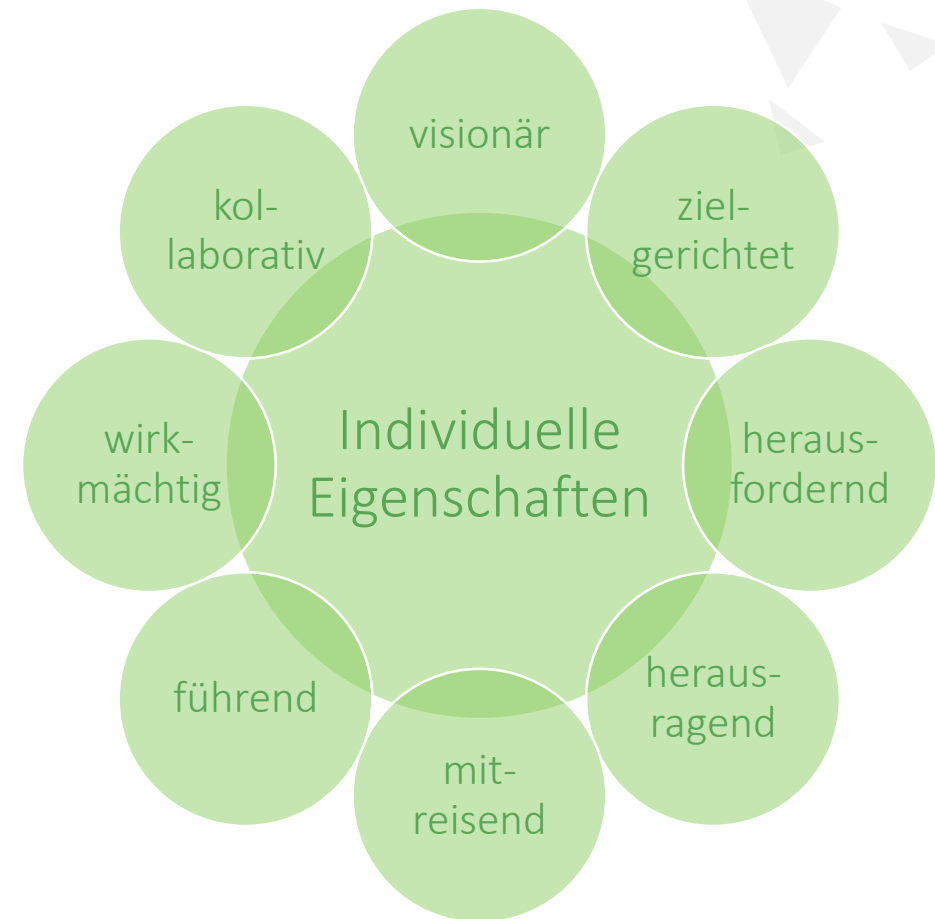 visionär
ziel-
gerichtet
heraus-
fordernd
heraus-
ragend
mit-
reisend
führend
wirk-
mächtig
kol-
laborativ
Individuelle
Eigenschaften